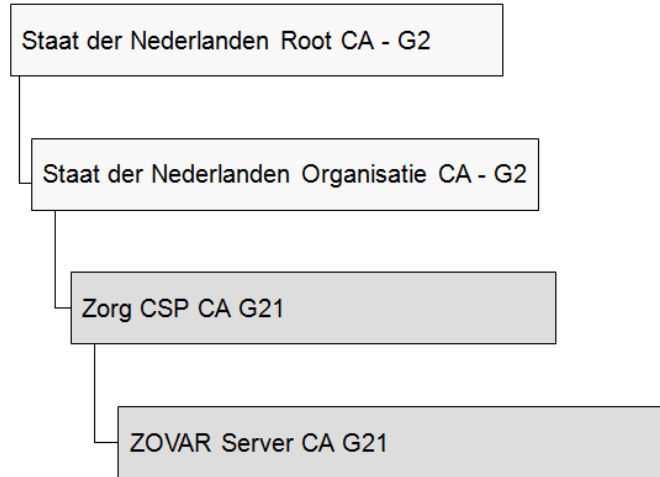 Staat der Nederlanden Root CA - G2
Staat der Nederlanden Organisatie CA - G2
Zorg CSP CA G21
ZOVAR Server CA G21